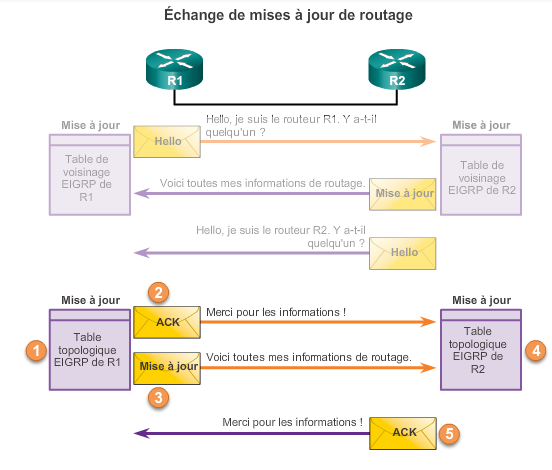 Échange de mises à jour de routage
R1
R2
Hello, je suis le routeur R1. Y a-t-il
quelqu'un ?
Mise à jour
Hello
Mise à jour
Table de
voisinage
EIGRP de
R1
Voici toutes mes informations de routage.
Mise à jour
Table de
voisinage
EIGRP de R2
Hello, je suis le routeur R2. Y a-t-il
quelqu'un ?
Hello
Mise à jour
2
Mise à jour
ACK
Merci pour les informations !
1
Table
topologique
EIGRP de R1
Mise à jour
Voici toutes mes infomations de routage.
3
Table
topologique
EIGRP de
R2
4
Merci pour les informations !
ACK
5